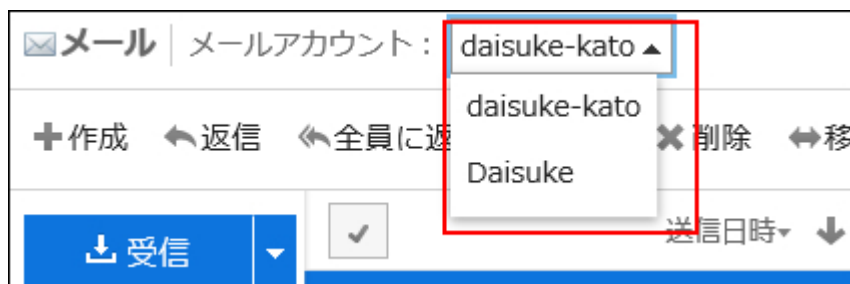 メール メールアカウント： daisuke-kato
daisuke-kato
Daisuke
作成 返信 全員に返 削除 移
受信 送信日時